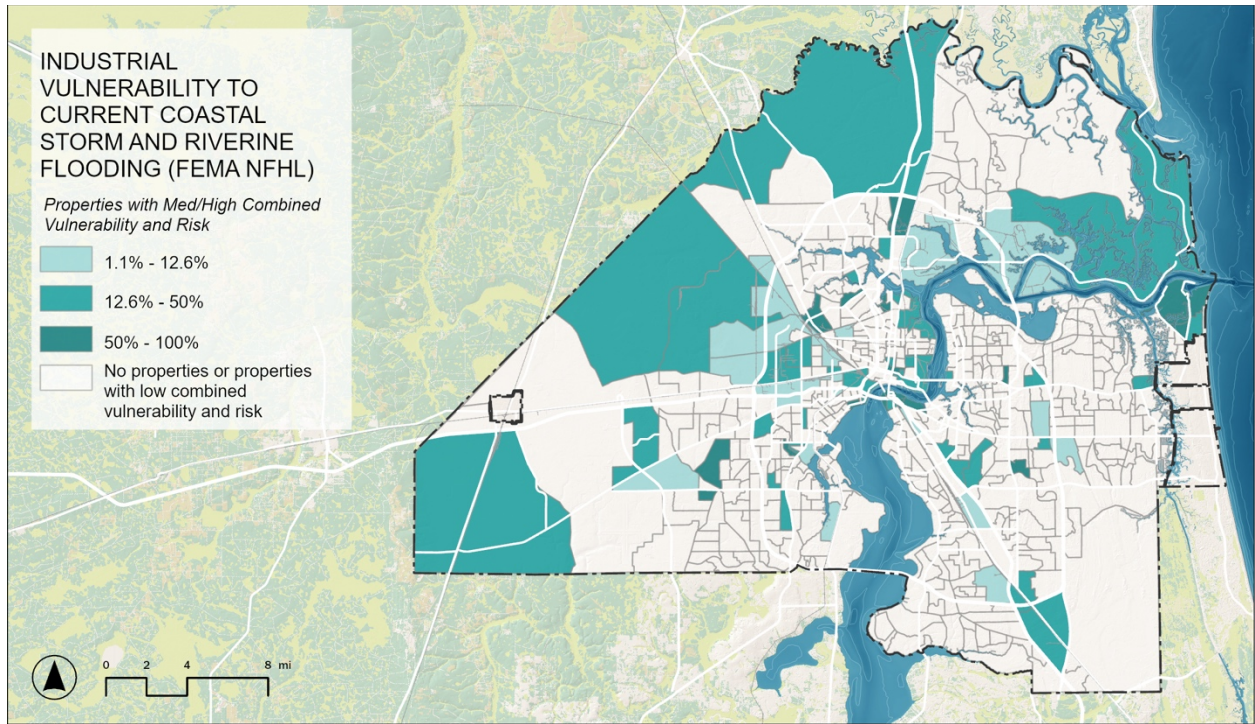 INDUSTRIAL
VULNERABILITY TO
CURRENT COASTAL
STORM AND RIVERINE
FLOODING (FEMA NFHL)
Properties with Med/High Combined
Vulnerability and Risk
1.1% - 12.6%
12.6% - 50%
50% - 100%
No properties or properties
with low combined
vulnerability and risk
0 2 4 8 mi